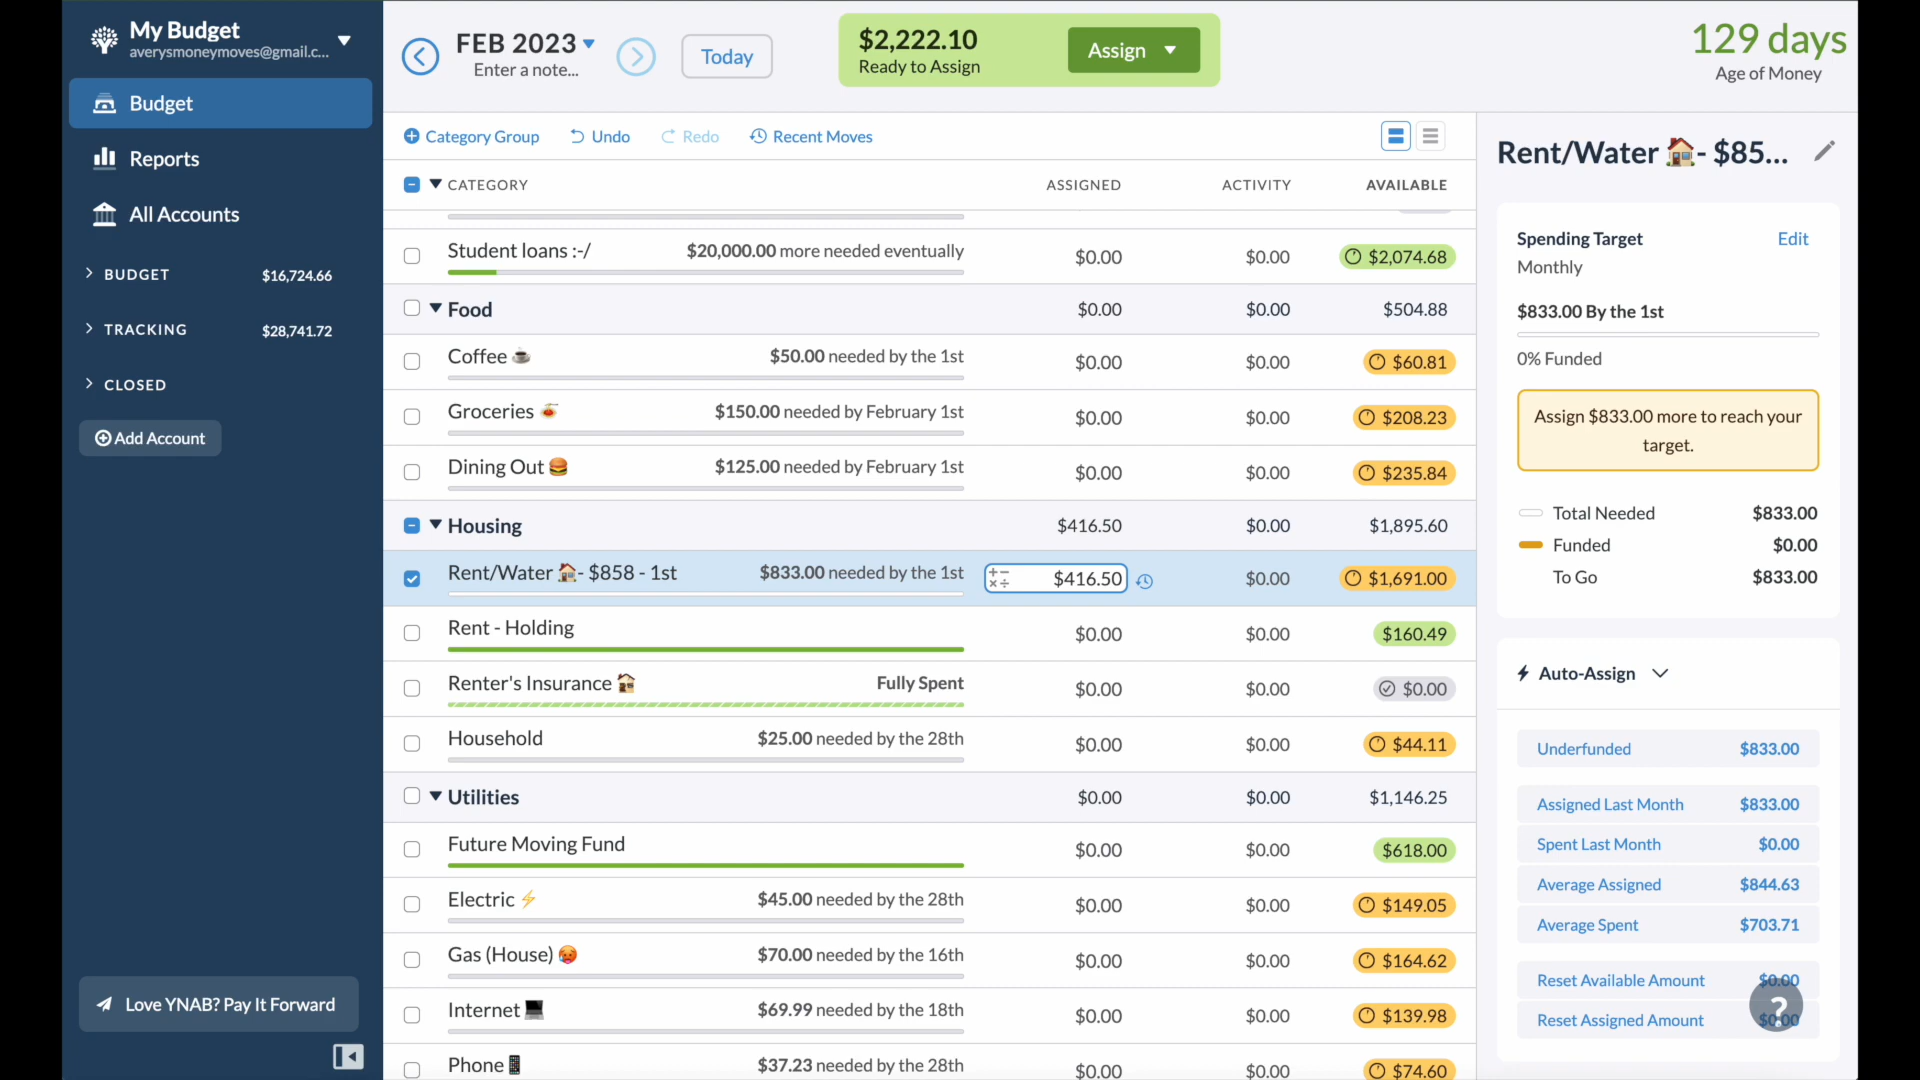 My Budget
averysmoneymoves@gmail.c...
Budget
Reports
All Accounts
BUDGET $16,724.66
TRACKING $28,741.72
CLOSED
Add Account
Love YNAB? Pay It Forward
FEB 2023
Enter a note...
Today
$2,222.10
Ready to Assign
Assign
129 days
Age of Money
Category Group Undo Redo Recent Moves
CATEGORY ASSIGNED ACTIVITY AVAILABLE
Student loans :-/ $20,000.00 more needed eventually $0.00 $0.00 $2,074.68
Food $0.00 $0.00 $504.88
Coffee $50.00 needed by the 1st $0.00 $0.00 $60.81
Groceries $150.00 needed by February 1st $0.00 $0.00 $208.23
Dining Out $125.00 needed by February 1st $0.00 $0.00 $235.84
Housing $416.50 $0.00 $1,895.60
Rent/Water - $858 - 1st $833.00 needed by the 1st $416.50 $0.00 $1,691.00
Rent - Holding $0.00 $0.00 $160.49
Renter's Insurance Fully Spent $0.00 $0.00 $0.00
Household $25.00 needed by the 28th $0.00 $0.00 $44.11
Utilities $0.00 $0.00 $1,146.25
Future Moving Fund $0.00 $0.00 $618.00
Electric $45.00 needed by the 28th $0.00 $0.00 $149.05
Gas (House) $70.00 needed by the 16th $0.00 $0.00 $164.62
Internet $69.99 needed by the 18th $0.00 $0.00 $139.98
Phone $37.23 needed by the 28th $0.00 $0.00 $74.60
Rent/Water - $85...
Spending Target Edit
Monthly
$833.00 By the 1st
0% Funded
Assign $833.00 more to reach your
target.
Total Needed $833.00
Funded $0.00
To Go $833.00
Auto-Assign
Underfunded $833.00
Assigned Last Month $833.00
Spent Last Month $0.00
Average Assigned $844.63
Average Spent $703.71
Reset Available Amount $0.00
Reset Assigned Amount $0.00
?